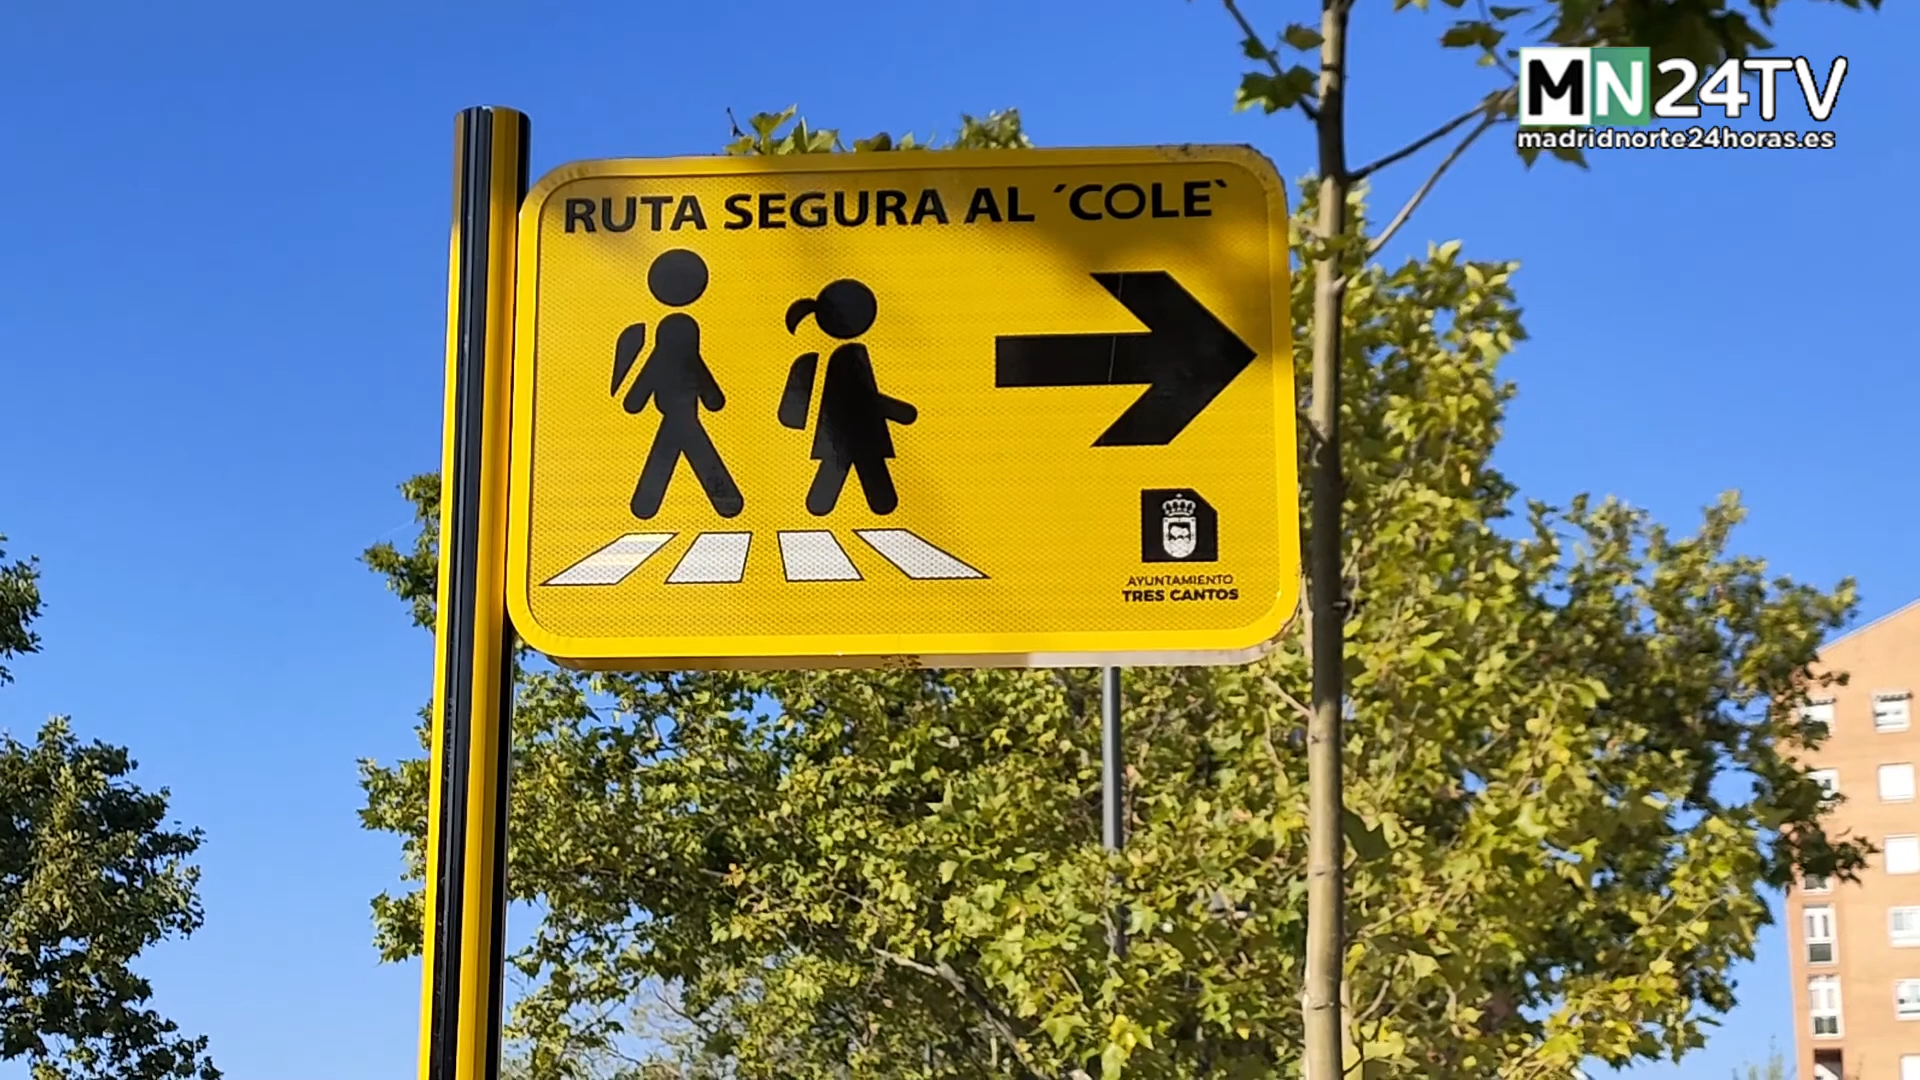 MN24TV
madridnorte24horas.es
RUTA SEGURA AL ´COLE`
AYUNTAMIENTO
TRES CANTOS